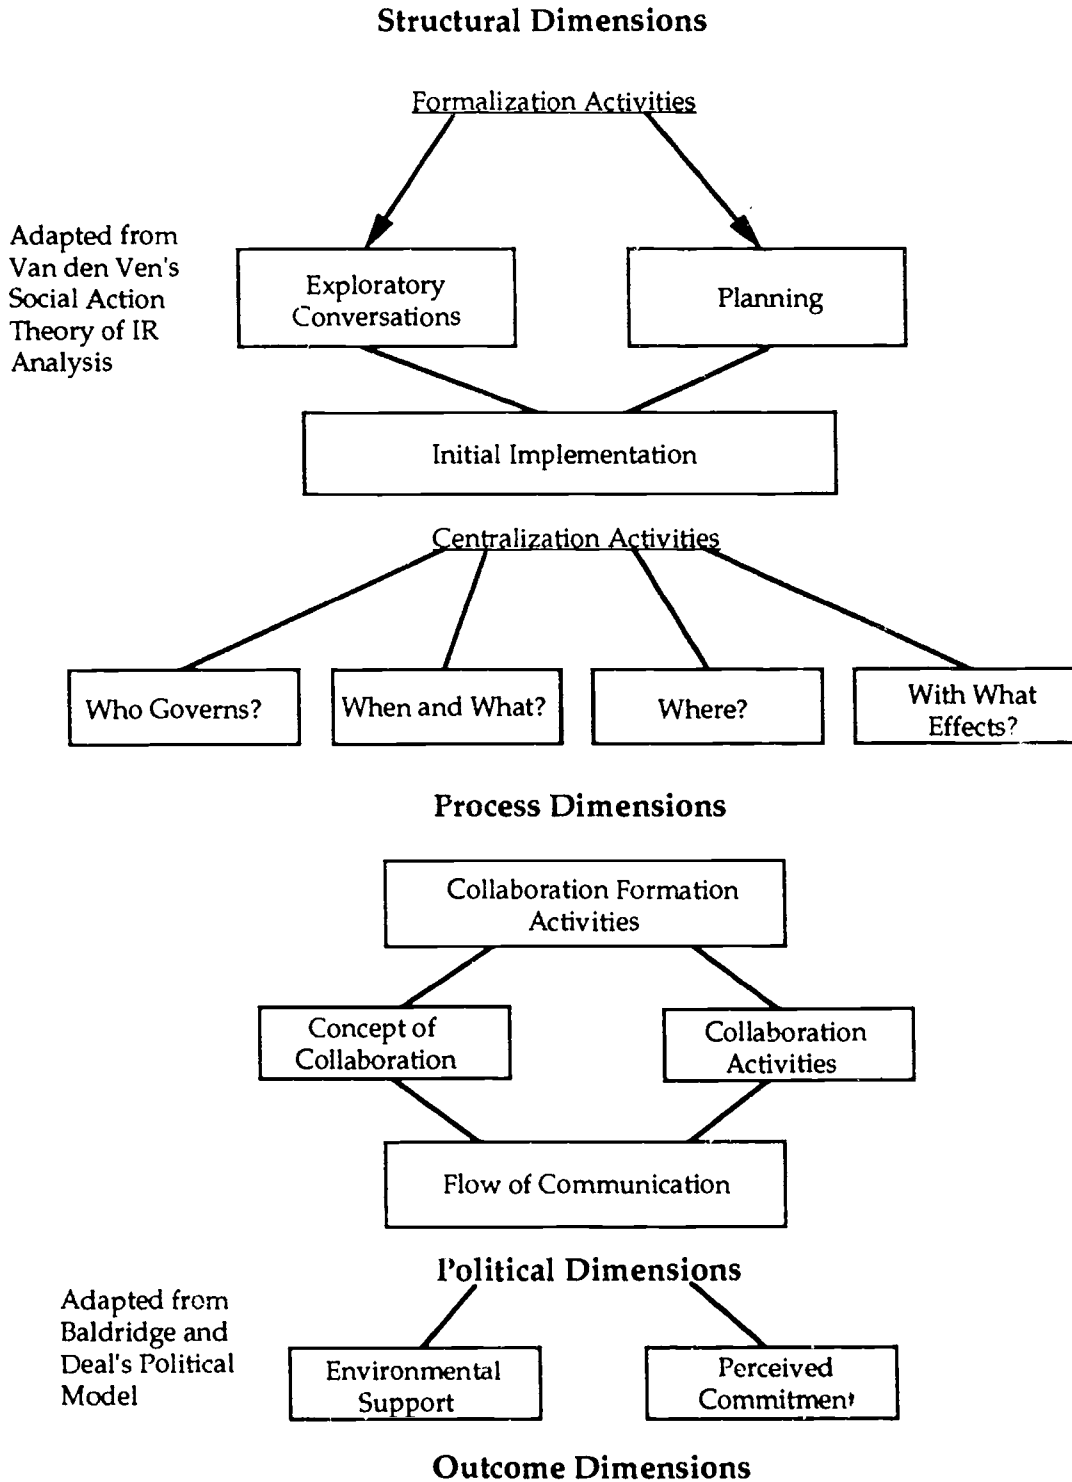 Structural Dimensions
Formalization Activities
Adapted from
Van den Ven's
Social Action
Theory of IR
Analysis
Exploratory
Conversations
Planning
Initial Implementation
Centralization Activities
Who Governs?
When and What?
Where?
With What
Effects?
Process Dimensions
Collaboration Formation
Activities
Concept of
Collaboration
Collaboration
Activities
Flow of Communication
Political Dimensions
Adapted from
Baldridge and
Deal's Political
Model
Environmental
Support
Perceived
Commitment
Outcome Dimensions